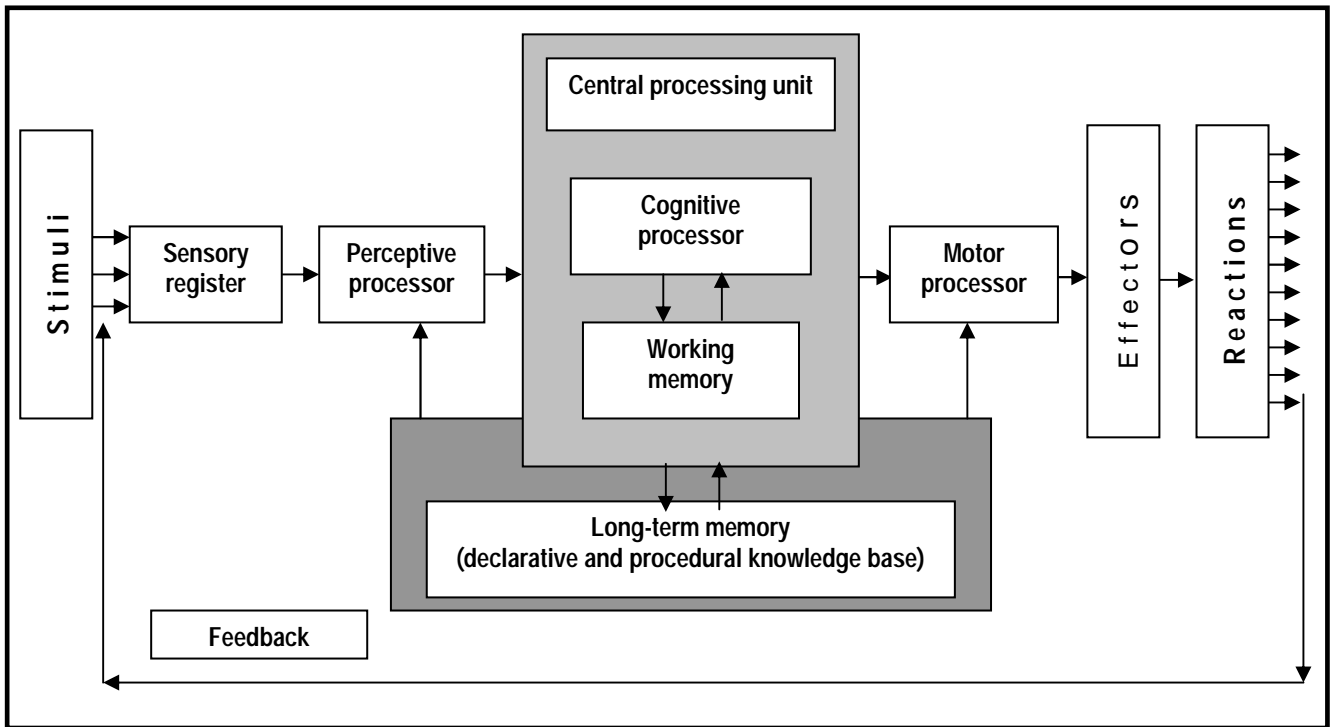 Central processing unit
Stimuli
Sensory
register
Perceptive
processor
Cognitive
processor
Working
memory
Motor
processor
Effectors
Reactions
Long-term memory
(declarative and procedural knowledge base)
Feedback